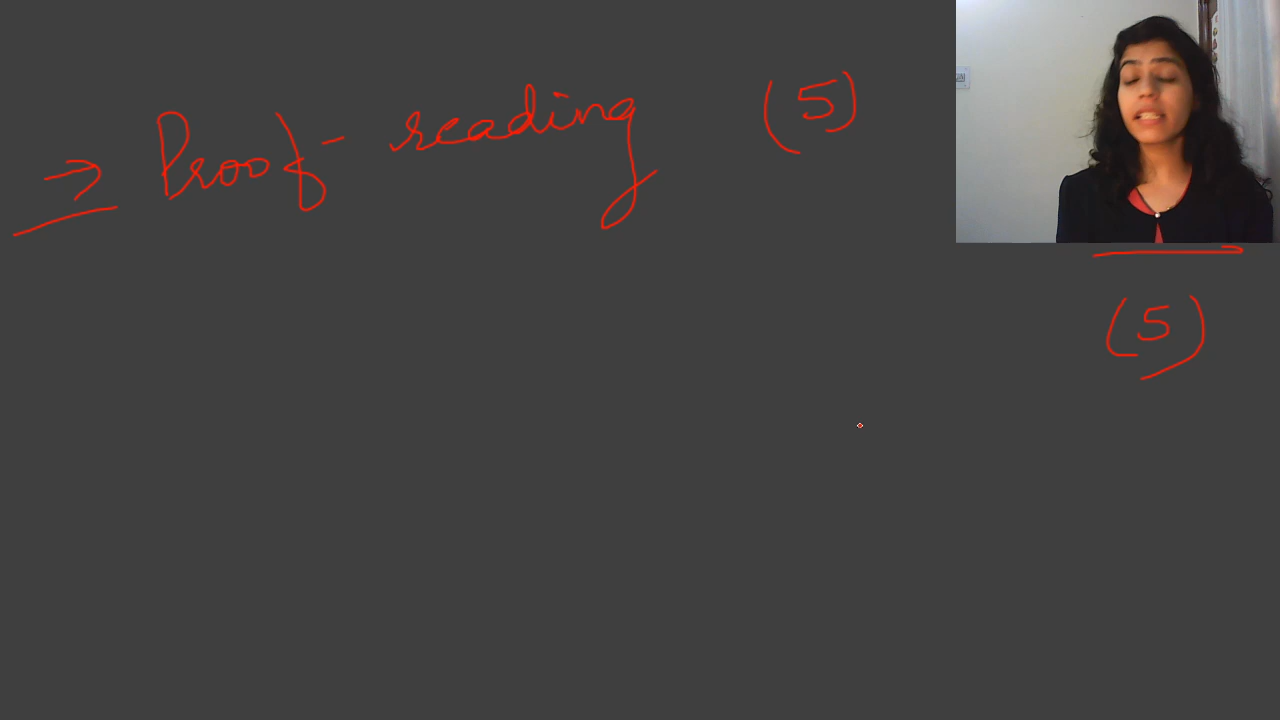 → Proof-reading (5)
(5)